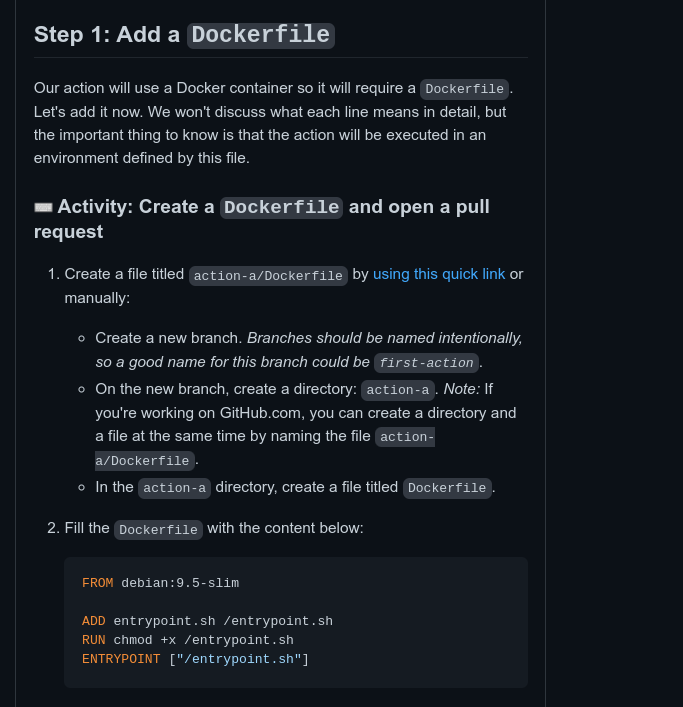 Step 1: Add a Dockerfile
Our action will use a Docker container so it will require a Dockerfile.
Let's add it now. We won't discuss what each line means in detail, but
the important thing to know is that the action will be executed in an
environment defined by this file.
Activity: Create a Dockerfile and open a pull
request
1. Create a file titled action-a/Dockerfile by using this quick link or
manually:
Create a new branch. Branches should be named intentionally,
so a good name for this branch could be first-action.
On the new branch, create a directory: action-a. Note: If
you're working on GitHub.com, you can create a directory and
a file at the same time by naming the file action-
a/Dockerfile.
In the action-a directory, create a file titled Dockerfile.
2. Fill the Dockerfile with the content below:
FROM debian:9.5-slim
ADD entrypoint.sh /entrypoint.sh
RUN chmod +x /entrypoint.sh
ENTRYPOINT ["/entrypoint.sh"]